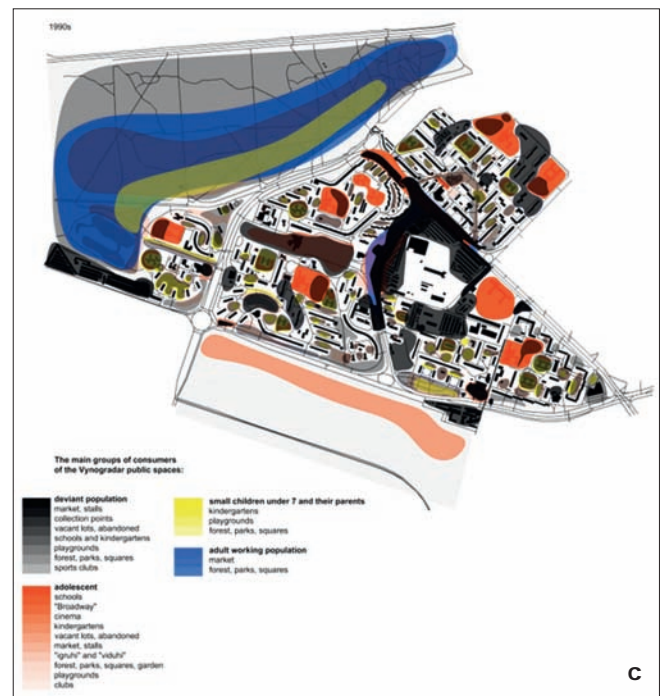 1990s
The main groups of consumers
of the Vynogradar public spaces:
deviant population
market, stalls
collection points
vacant lots, abandoned
schools and kindergartens
playgrounds
forest, parks, squares
sports clubs
adolescent
schools
"Broadway"
cinema
kindergartens
vacant lots, abandoned
market, stalls
"igruhi" and "viduhi"
forest, parks, squares, garden
playgrounds
clubs
small children under 7 and their parents
kindergartens
playgrounds
forest, parks, squares
adult working population
market
forest, parks, squares
C